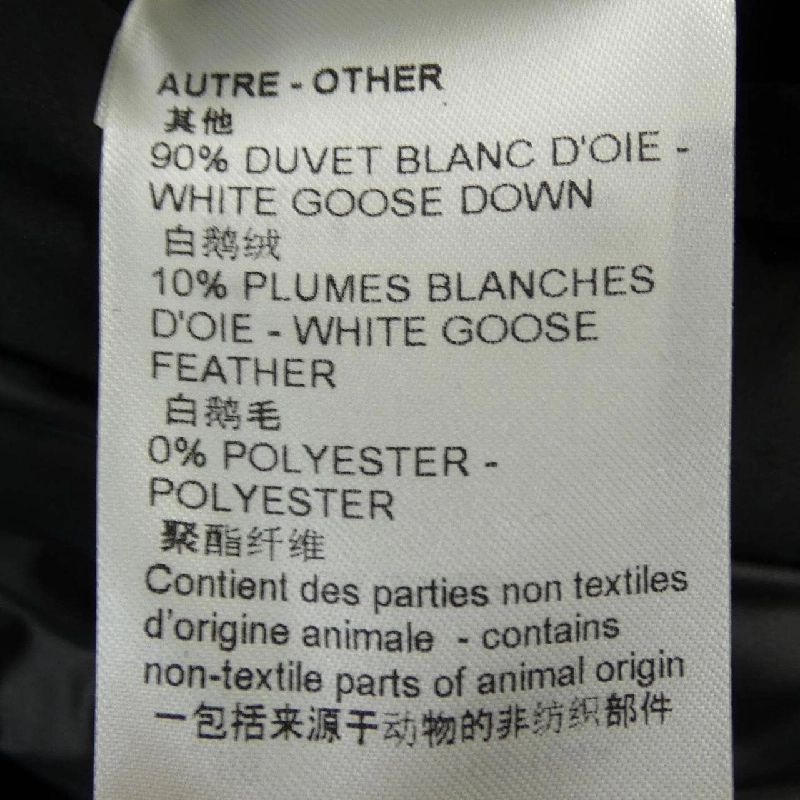 AUTRE - OTHER
其他
90% DUVET BLANC D'OIE -
WHITE GOOSE DOWN
白鹅绒
10% PLUMES BLANCHES
D'OIE - WHITE GOOSE
FEATHER
白鹅毛
0% POLYESTER -
POLYESTER
聚酯纤维
Contient des parties non textiles
d'origine animale - contains
non-textile parts of animal origin
一包括来源于动物的非纺织部件